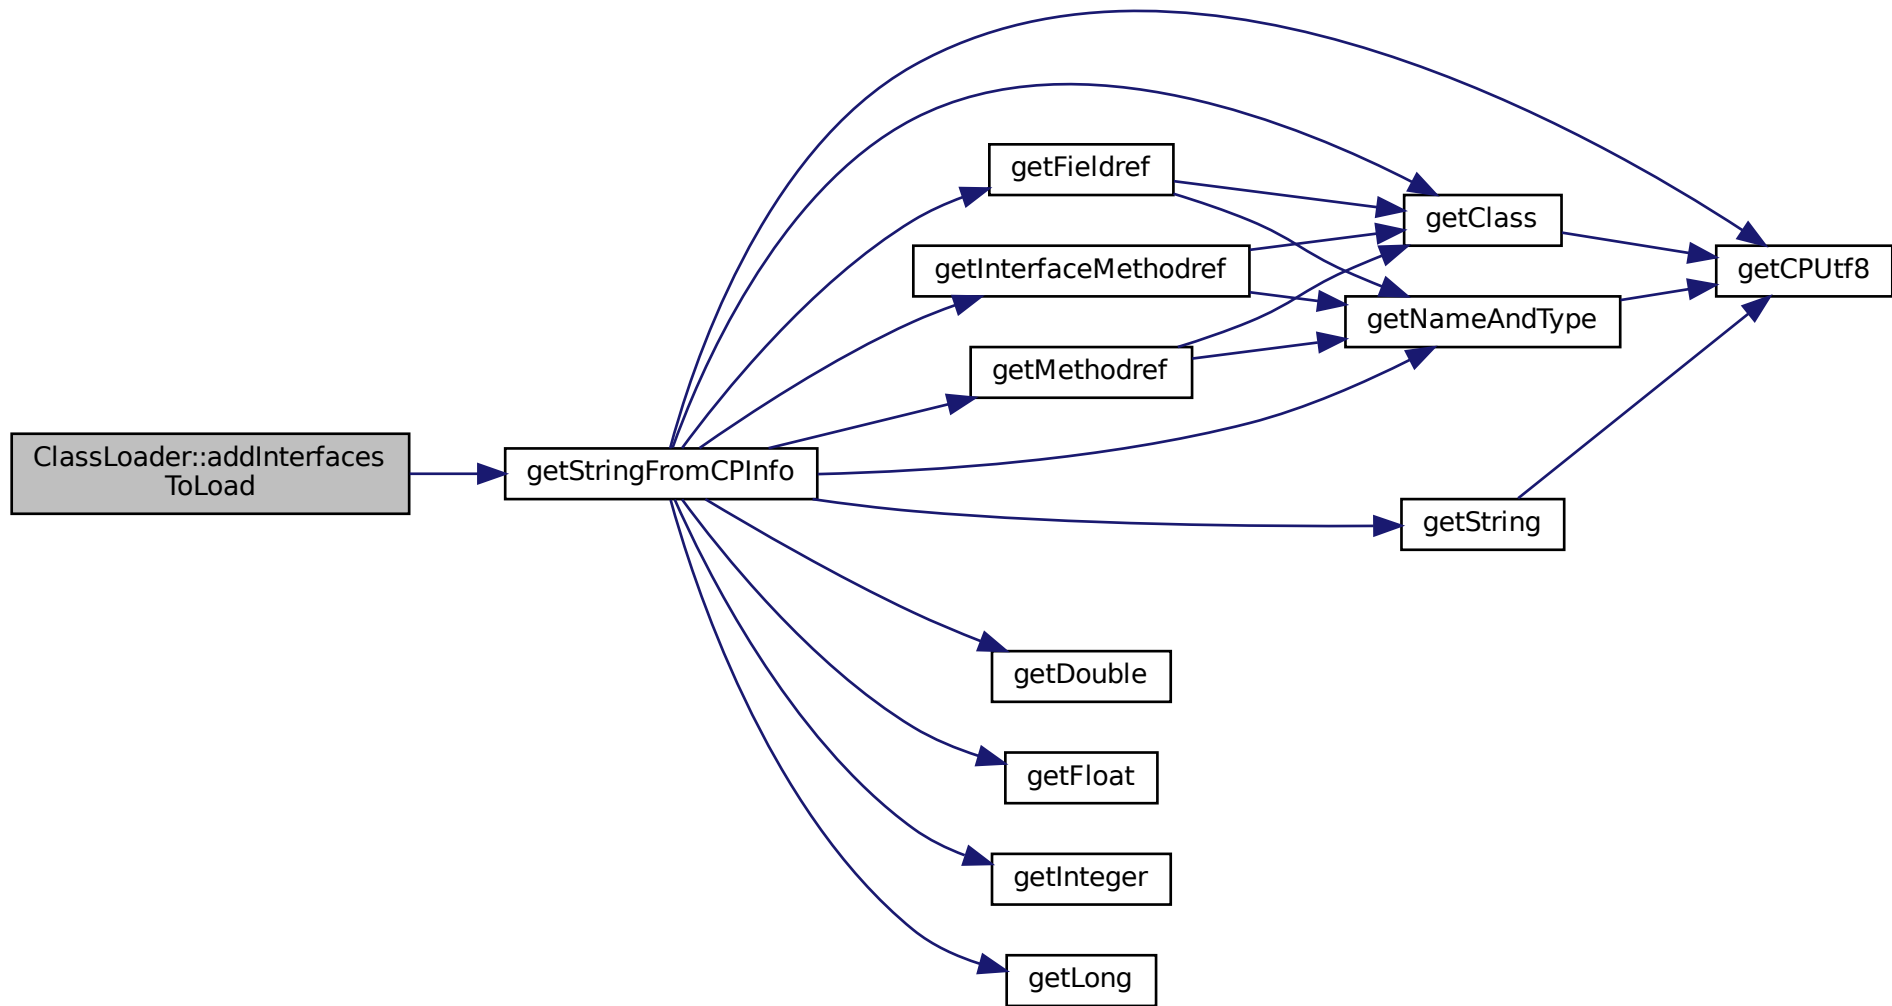 ClassLoader::addInterfaces
ToLoad
getStringFromCPInfo
getFieldref
getInterfaceMethodref
getMethodref
getClass
getNameAndType
getCPUtf8
getString
getDouble
getFloat
getInteger
getLong